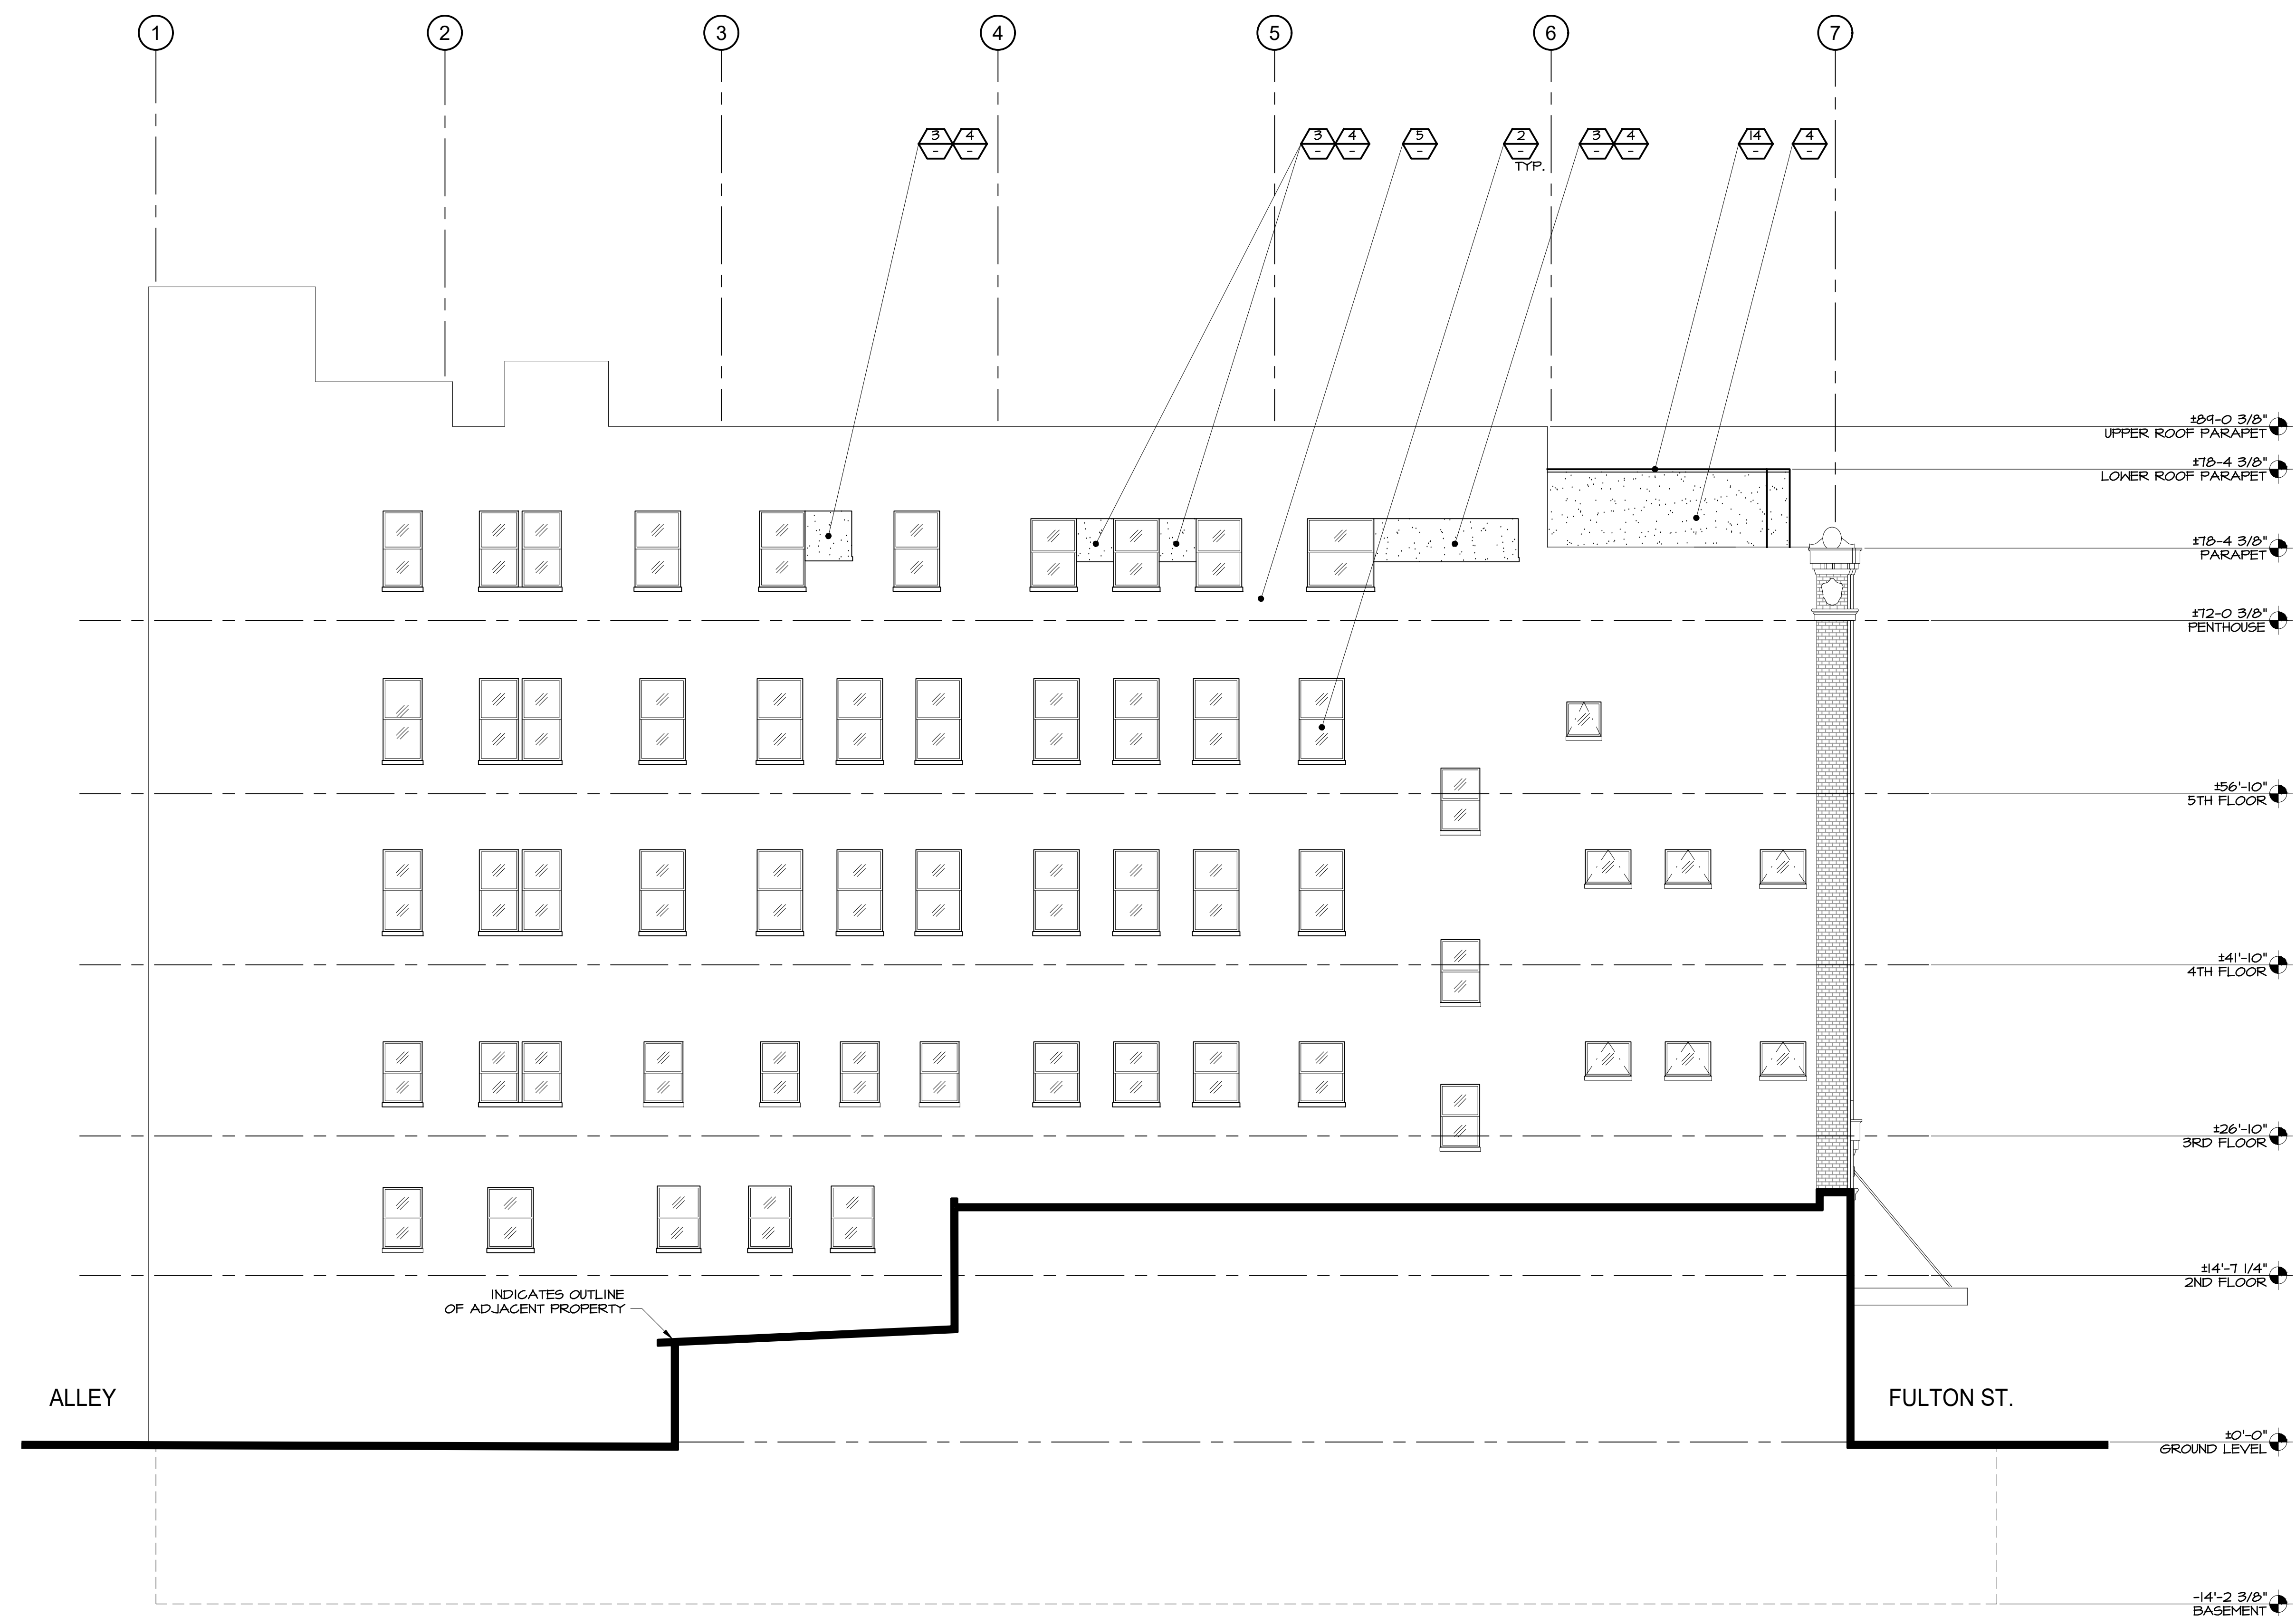 1 2 3 4 5 6 7
3 4 3 4 5 2 3 4 14 4
- - - - - - - - - -
TYP.
±89-0 3/8"
UPPER ROOF PARAPET
±78-4 3/8"
LOWER ROOF PARAPET
±78-4 3/8"
PARAPET
±72-0 3/8"
PENTHOUSE
±56'-10"
5TH FLOOR
±41'-10"
4TH FLOOR
±26'-10"
3RD FLOOR
±14'-7 1/4"
2ND FLOOR
INDICATES OUTLINE
OF ADJACENT PROPERTY
ALLEY
FULTON ST.
±0'-0"
GROUND LEVEL
-14'-2 3/8"
BASEMENT